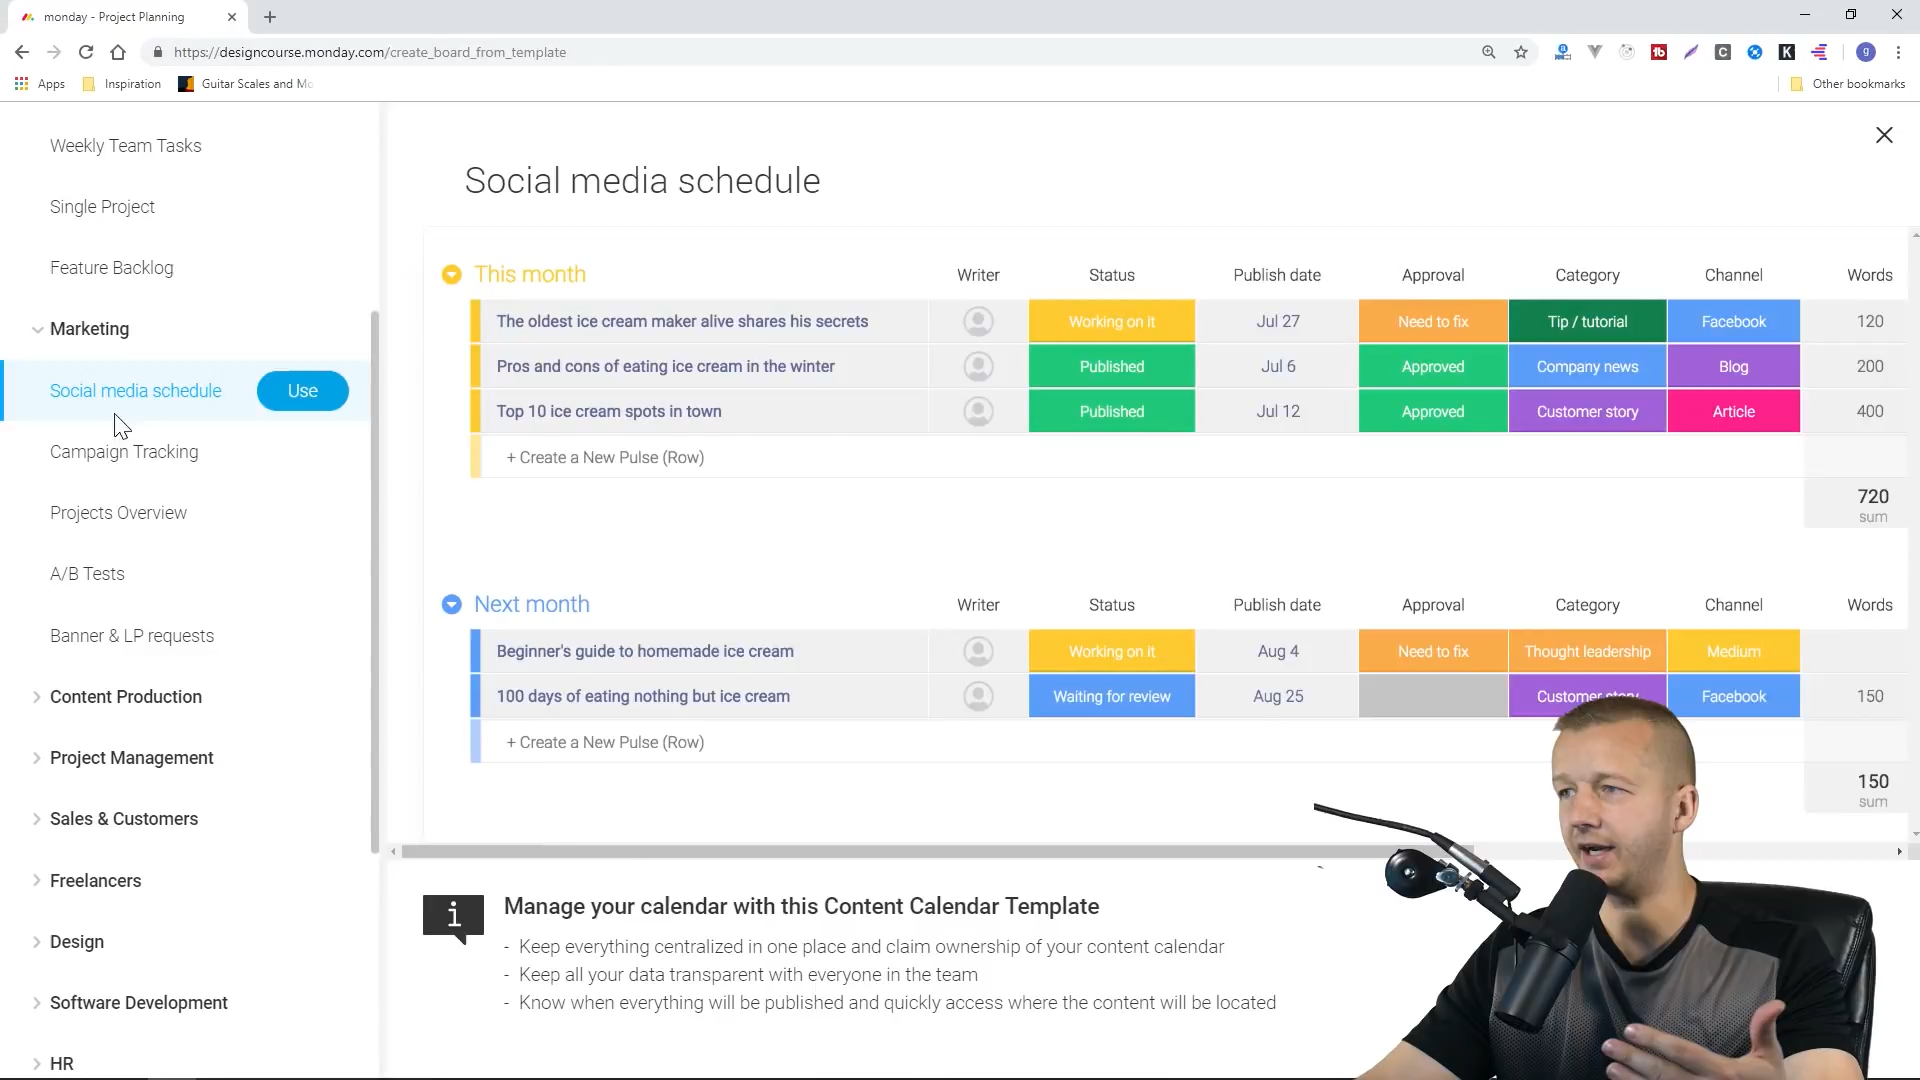 monday - Project Planning
https://designcourse.monday.com/create_board_from_template
Apps
Inspiration
Guitar Scales and Mo
Other bookmarks
Weekly Team Tasks
Single Project
Feature Backlog
Marketing
Social media schedule
Use
Campaign Tracking
Projects Overview
A/B Tests
Banner & LP requests
Content Production
Project Management
Sales & Customers
Freelancers
Design
Software Development
HR
Social media schedule
This month Writer Status Publish date Approval Category Channel Words
The oldest ice cream maker alive shares his secrets Working on it Jul 27 Need to fix Tip / tutorial Facebook 120
Pros and cons of eating ice cream in the winter Published Jul 6 Approved Company news Blog 200
Top 10 ice cream spots in town Published Jul 12 Approved Customer story Article 400
+ Create a New Pulse (Row)
720
sum
Next month Writer Status Publish date Approval Category Channel Words
Beginner's guide to homemade ice cream Working on it Aug 4 Need to fix Thought leadership Medium
100 days of eating nothing but ice cream Waiting for review Aug 25 Customer story Facebook 150
+ Create a New Pulse (Row)
150
sum
i
Manage your calendar with this Content Calendar Template
- Keep everything centralized in one place and claim ownership of your content calendar
- Keep all your data transparent with everyone in the team
- Know when everything will be published and quickly access where the content will be located